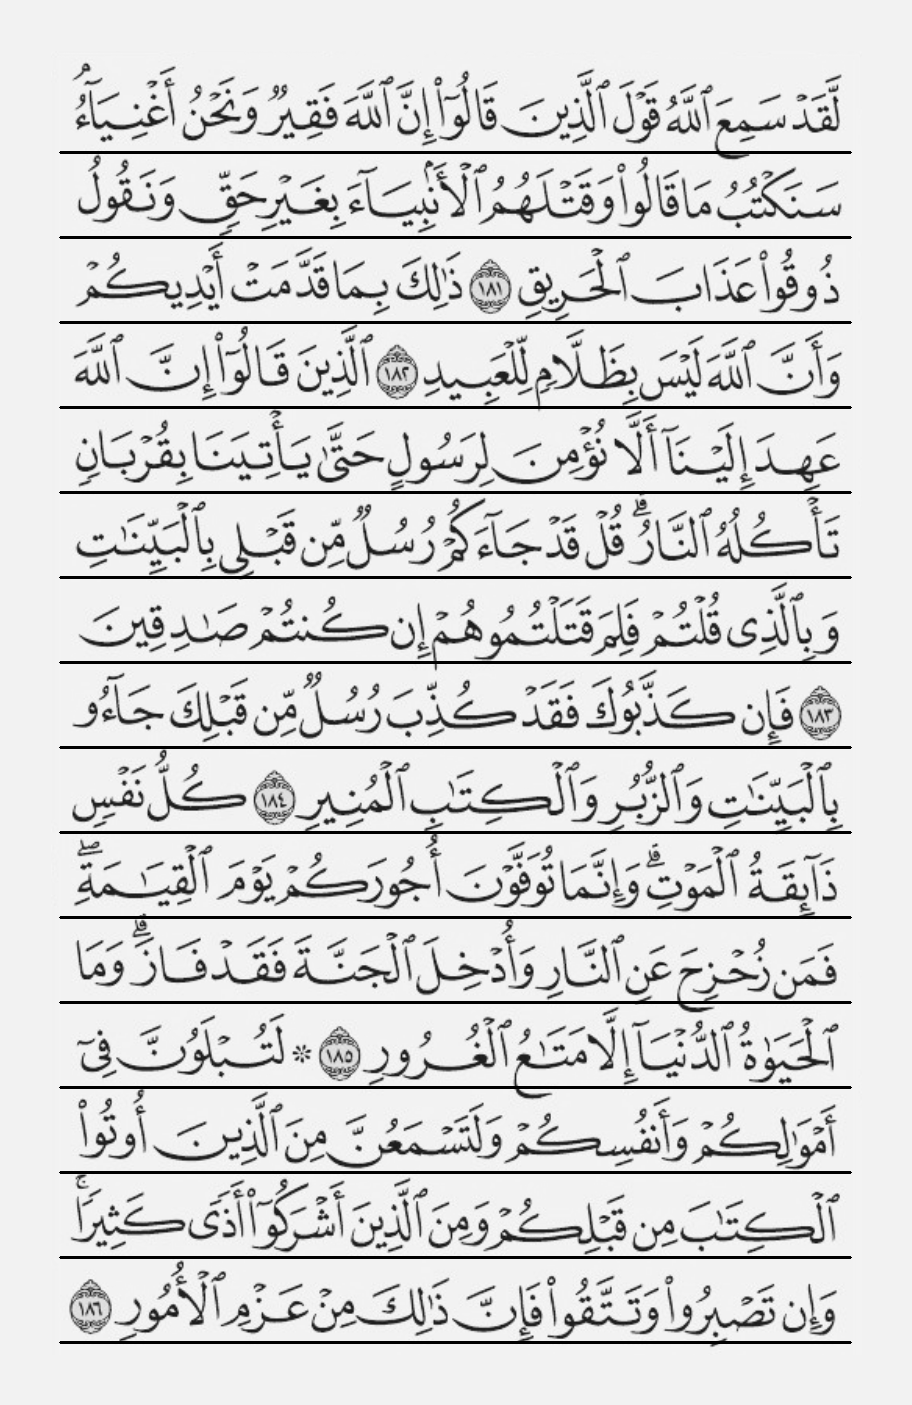 لَّقَدْ سَمِعَ ٱللَّهُ قَوْلَ ٱلَّذِينَ قَالُوٓا۟ إِنَّ ٱللَّهَ فَقِيرٌ وَنَحْنُ أَغْنِيَآءُ ۘ
سَنَكْتُبُ مَا قَالُوا۟ وَقَتْلَهُمُ ٱلْأَنۢبِيَآءَ بِغَيْرِ حَقٍّ وَنَقُولُ
ذُوقُوا۟ عَذَابَ ٱلْحَرِيقِ ١٨١ ذَٰلِكَ بِمَا قَدَّمَتْ أَيْدِيكُمْ
وَأَنَّ ٱللَّهَ لَيْسَ بِظَلَّامٍ لِّلْعَبِيدِ ١٨٢ ٱلَّذِينَ قَالُوٓا۟ إِنَّ ٱللَّهَ
عَهِدَ إِلَيْنَآ أَلَّا نُؤْمِنَ لِرَسُولٍ حَتَّىٰ يَأْتِيَنَا بِقُرْبَانٍ
تَأْكُلُهُ ٱلنَّارُ ۗ قُلْ قَدْ جَآءَكُمْ رُسُلٌ مِّن قَبْلِى بِٱلْبَيِّنَٰتِ
وَبِٱلَّذِى قُلْتُمْ فَلِمَ قَتَلْتُمُوهُمْ إِن كُنتُمْ صَٰدِقِينَ
١٨٣ فَإِن كَذَّبُوكَ فَقَدْ كُذِّبَ رُسُلٌ مِّن قَبْلِكَ جَآءُو
بِٱلْبَيِّنَٰتِ وَٱلزُّبُرِ وَٱلْكِتَٰبِ ٱلْمُنِيرِ ١٨٤ كُلُّ نَفْسٍ
ذَآئِقَةُ ٱلْمَوْتِ ۗ وَإِنَّمَا تُوَفَّوْنَ أُجُورَكُمْ يَوْمَ ٱلْقِيَٰمَةِ ۖ
فَمَن زُحْزِحَ عَنِ ٱلنَّارِ وَأُدْخِلَ ٱلْجَنَّةَ فَقَدْ فَازَ ۗ وَمَا
ٱلْحَيَوٰةُ ٱلدُّنْيَآ إِلَّا مَتَٰعُ ٱلْغُرُورِ ١٨٥ ۞ لَتُبْلَوُنَّ فِىٓ
أَمْوَٰلِكُمْ وَأَنفُسِكُمْ وَلَتَسْمَعُنَّ مِنَ ٱلَّذِينَ أُوتُوا۟
ٱلْكِتَٰبَ مِن قَبْلِكُمْ وَمِنَ ٱلَّذِينَ أَشْرَكُوٓا۟ أَذًى كَثِيرًا ۚ
وَإِن تَصْبِرُوا۟ وَتَتَّقُوا۟ فَإِنَّ ذَٰلِكَ مِنْ عَزْمِ ٱلْأُمُورِ ١٨٦